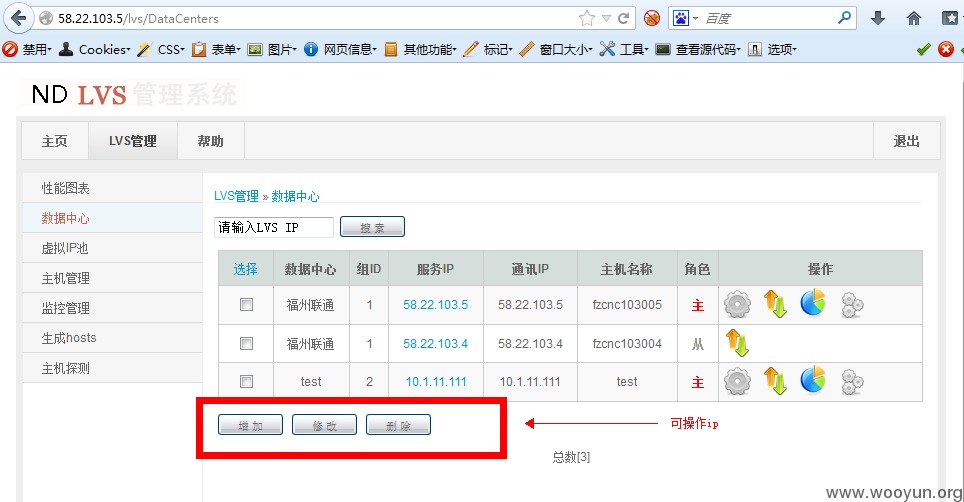 58.22.103.5/lvs/DataCenters 百度
禁用 Cookies CSS 表单 图片 网页信息 其他功能 标记 窗口大小 工具 查看源代码 选项
ND LVS 管理系统
主页 LVS管理 帮助 退出
性能图表
数据中心
虚拟IP池
主机管理
监控管理
生成hosts
主机探测
LVS管理 » 数据中心
请输入LVS IP 搜 索
选择 数据中心 组ID 服务IP 通讯IP 主机名称 角色 操作
福州联通 1 58.22.103.5 58.22.103.5 fzcnc103005 主
福州联通 1 58.22.103.4 58.22.103.4 fzcnc103004 从
test 2 10.1.11.111 10.1.11.111 test 主
增 加 修 改 删 除 可操作ip
总数[3]
www.wooyun.org